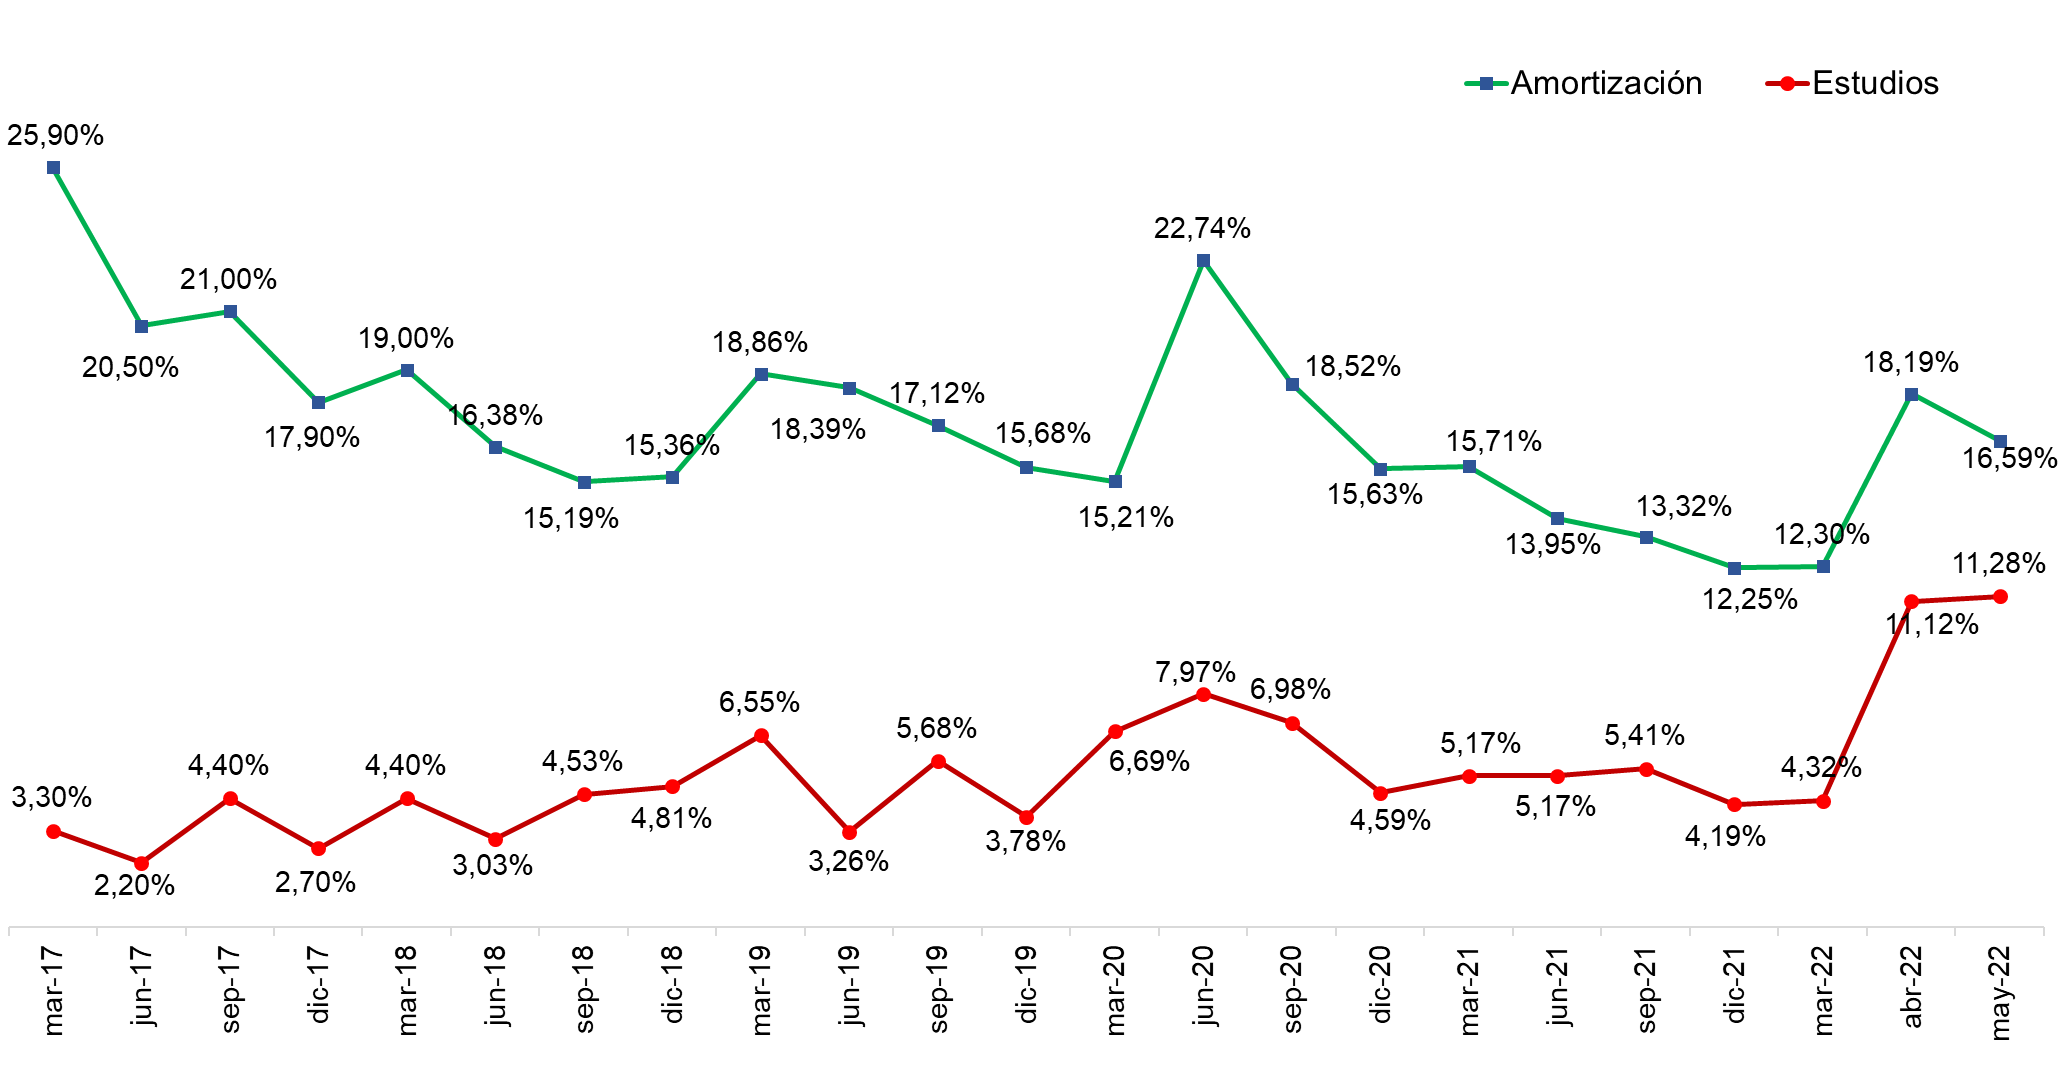 Amortización
Estudios
25,90%
20,50%
21,00%
17,90%
19,00%
16,38%
15,19%
15,36%
18,86%
18,39%
17,12%
15,68%
15,21%
22,74%
18,52%
15,63%
15,71%
13,95%
13,32%
12,25%
12,30%
18,19%
16,59%
3,30%
2,20%
4,40%
2,70%
4,40%
3,03%
4,53%
4,81%
6,55%
3,26%
5,68%
3,78%
6,69%
7,97%
6,98%
4,59%
5,17%
5,17%
5,41%
4,19%
4,32%
11,12%
11,28%
mar-17
jun-17
sep-17
dic-17
mar-18
jun-18
sep-18
dic-18
mar-19
jun-19
sep-19
dic-19
mar-20
jun-20
sep-20
dic-20
mar-21
jun-21
sep-21
dic-21
mar-22
abr-22
may-22